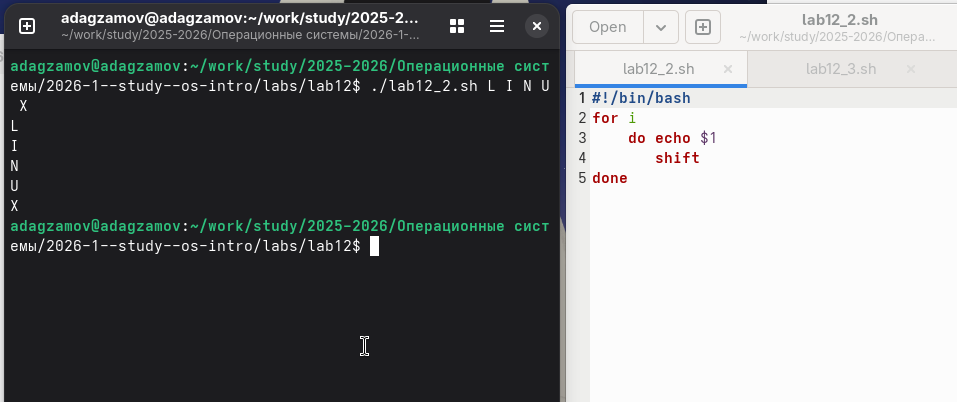 adagzamov@adagzamov:~/work/study/2025-2...
~/work/study/2025-2026/Операционные системы/2026-1-...
adagzamov@adagzamov:~/work/study/2025-2026/Операционные сист
емы/2026-1--study--os-intro/labs/lab12$ ./lab12_2.sh L I N U
 X
L
I
N
U
X
adagzamov@adagzamov:~/work/study/2025-2026/Операционные сист
емы/2026-1--study--os-intro/labs/lab12$
Open
lab12_2.sh
~/work/study/2025-2026/Опера...
lab12_2.sh
lab12_3.sh
1 #!/bin/bash
2 for i
3     do echo $1
4        shift
5 done